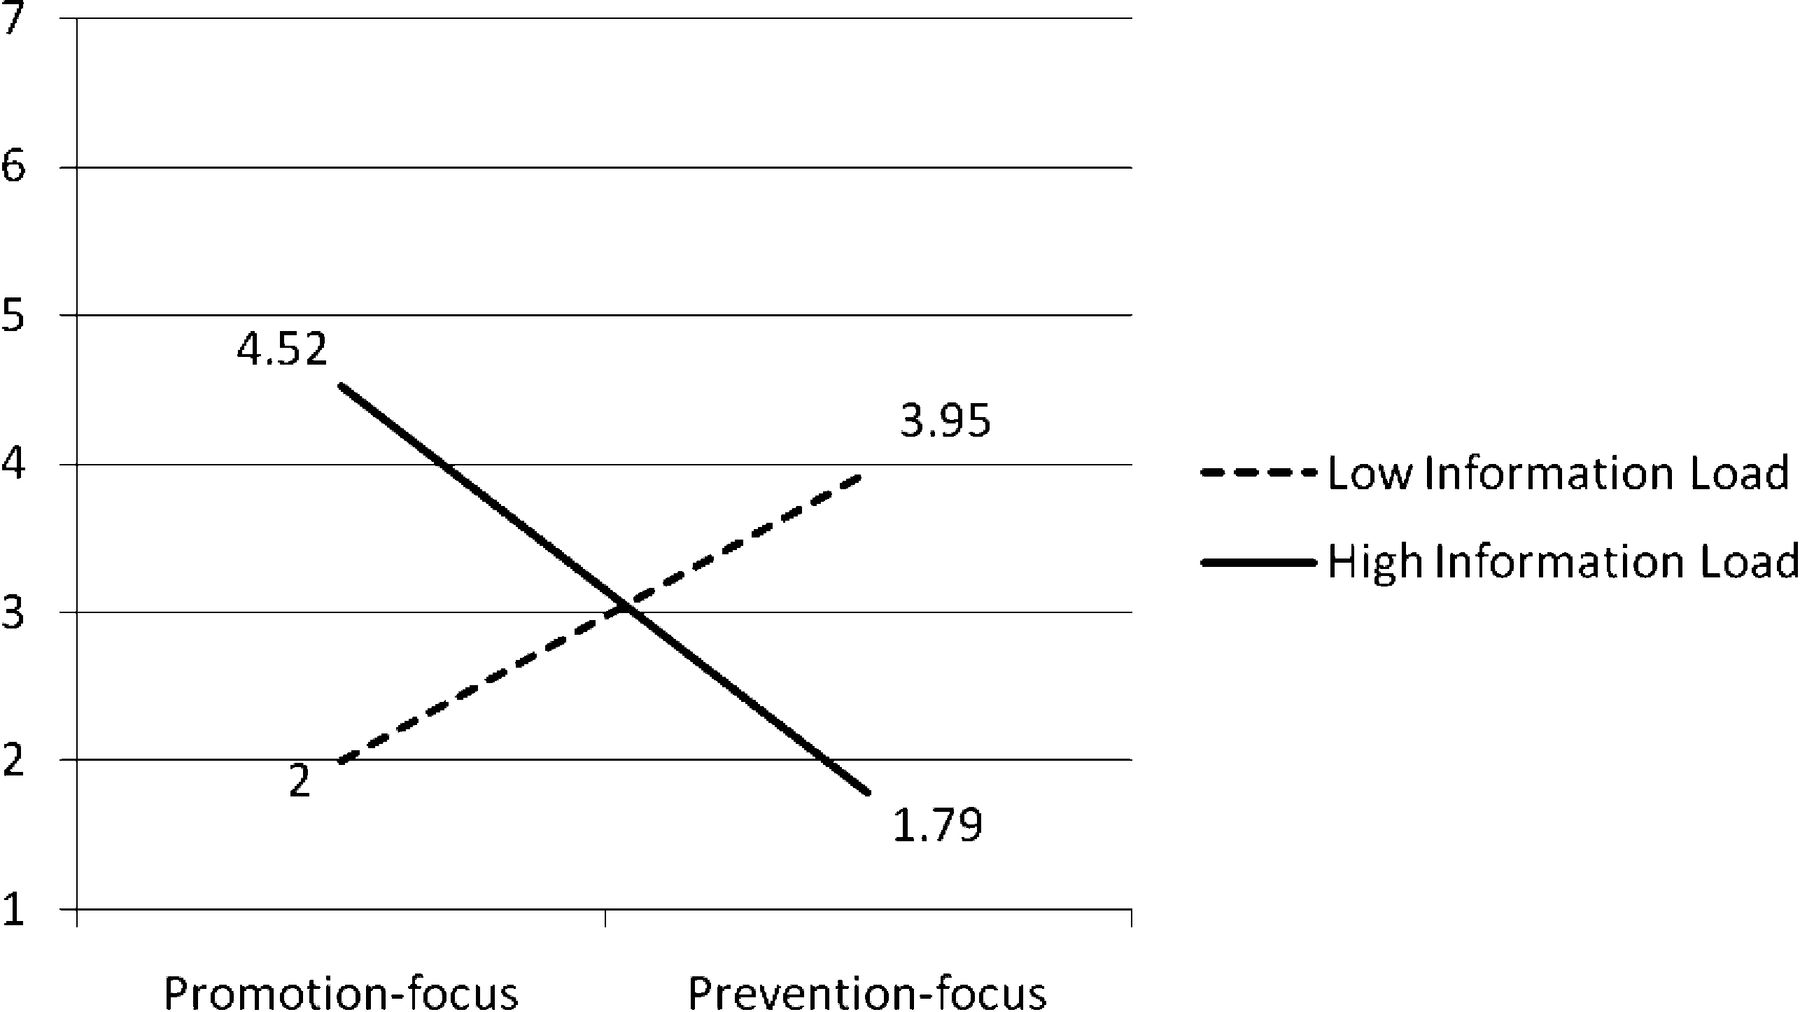 7
6
5
4.52
3.95
4
Low Information Load
High Information Load
3
2
2
1.79
1
Promotion-focus
Prevention-focus